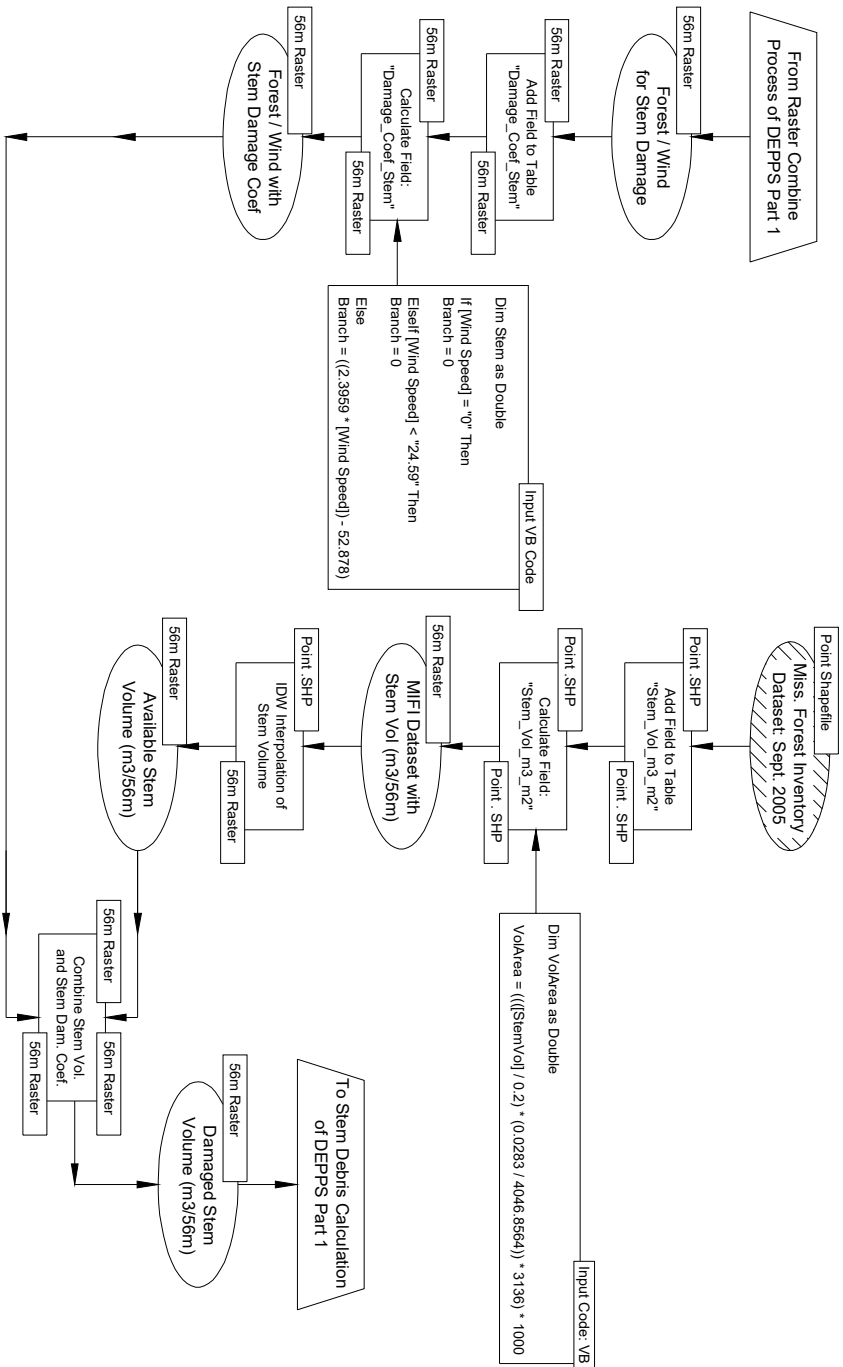 From Raster Combine
Process of DEPPS Part 1
56m Raster
Forest / Wind
for Stem Damage
56m Raster
Add Field to Table
"Damage_Coef_Stem"
56m Raster
56m Raster
Calculate Field:
"Damage_Coef_Stem"
56m Raster
Input VB Code
Dim Stem as Double
If [Wind Speed] = "0" Then
Branch = 0
ElseIf [Wind Speed] < "24.59" Then
Branch = 0
Else
Branch = ((2.3959 * [Wind Speed]) - 52.878)
56m Raster
Forest / Wind with
Stem Damage Coef
Point Shapefile
Miss. Forest Inventory
Dataset: Sept. 2005
Point .SHP
Add Field to Table
"Stem_Vol_m3_m2"
Point .SHP
Point .SHP
Calculate Field:
"Stem_Vol_m3_m2"
Point . SHP
Input Code: VB
Dim VolArea as Double
VolArea = (((([StemVol] / 0.2) * (0.0283 / 4046.8564)) * 3136) * 1000
56m Raster
MIFI Dataset with
Stem Vol (m3/56m)
Point .SHP
IDW Interpolation of
Stem Volume
56m Raster
56m Raster
Available Stem
Volume (m3/56m)
56m Raster
56m Raster
Combine Stem Vol.
and Stem Dam. Coef.
56m Raster
56m Raster
Damaged Stem
Volume (m3/56m)
To Stem Debris Calculation
of DEPPS Part 1